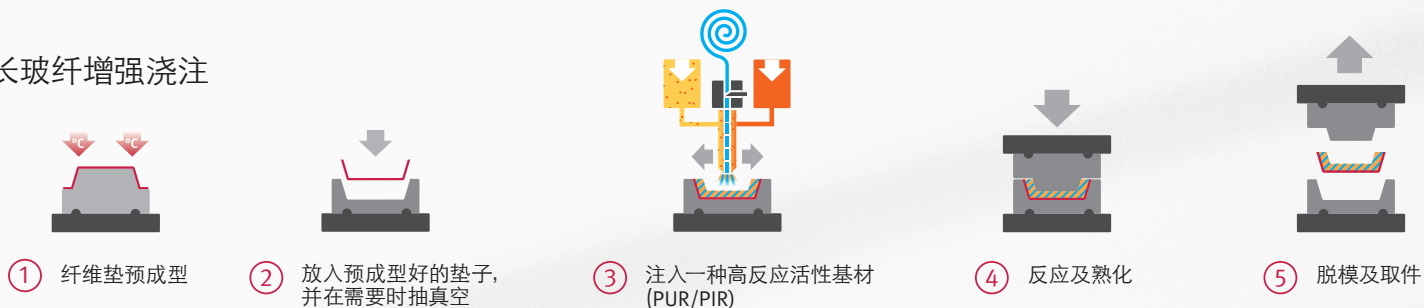 长玻纤增强浇注
°C °C
1 纤维垫预成型
2 放入预成型好的垫子,
并在需要时抽真空
3 注入一种高反应活性基材
(PUR/PIR)
4 反应及熟化
5 脱模及取件